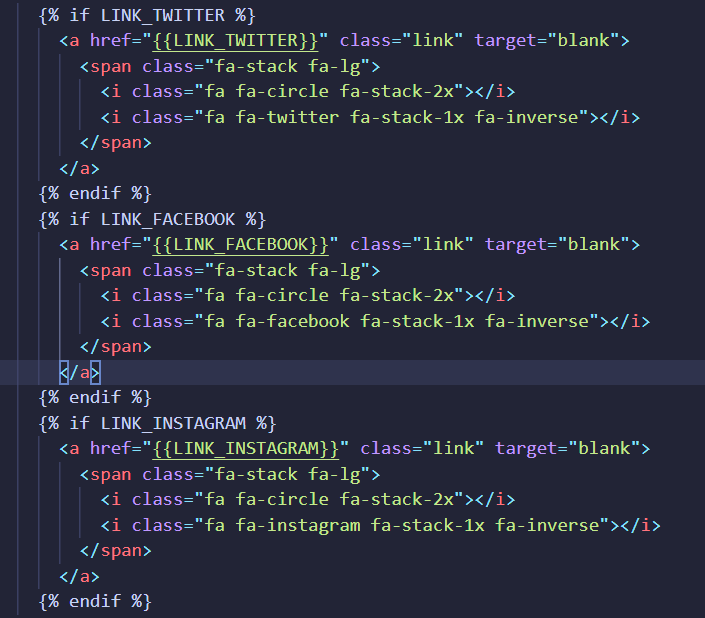 {% if LINK_TWITTER %}
<a href="{{LINK_TWITTER}}" class="link" target="blank">
<span class="fa-stack fa-lg">
<i class="fa fa-circle fa-stack-2x"></i>
<i class="fa fa-twitter fa-stack-1x fa-inverse"></i>
</span>
</a>
{% endif %}
{% if LINK_FACEBOOK %}
<a href="{{LINK_FACEBOOK}}" class="link" target="blank">
<span class="fa-stack fa-lg">
<i class="fa fa-circle fa-stack-2x"></i>
<i class="fa fa-facebook fa-stack-1x fa-inverse"></i>
</span>
</a>
{% endif %}
{% if LINK_INSTAGRAM %}
<a href="{{LINK_INSTAGRAM}}" class="link" target="blank">
<span class="fa-stack fa-lg">
<i class="fa fa-circle fa-stack-2x"></i>
<i class="fa fa-instagram fa-stack-1x fa-inverse"></i>
</span>
</a>
{% endif %}